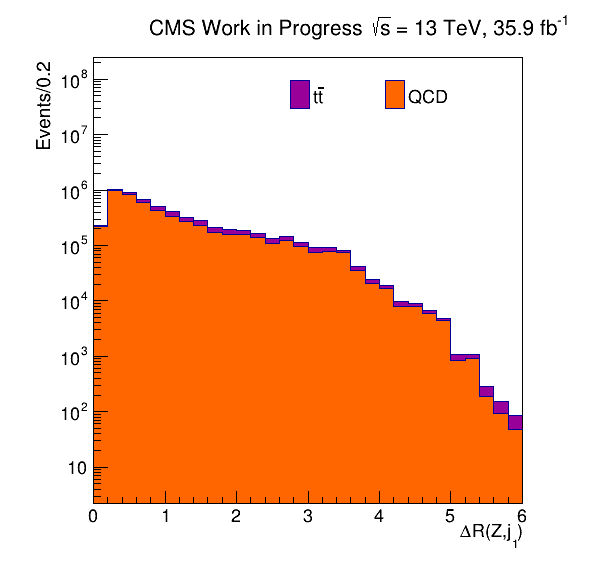 CMS Work in Progress √s = 13 TeV, 35.9 fb⁻¹
Events/0.2
tt̄ QCD
10⁸
10⁷
10⁶
10⁵
10⁴
10³
10²
10
0 1 2 3 4 5 6
ΔR(Z,j₁)